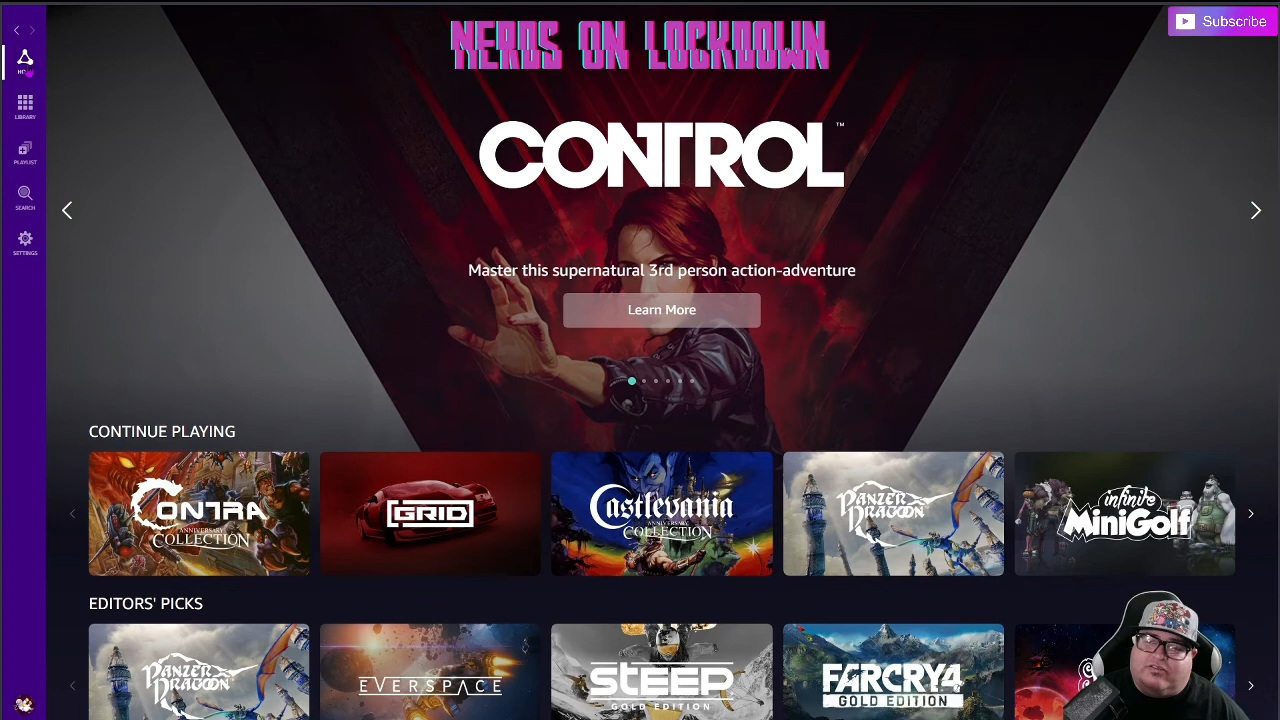 NERDS ON LOCKDOWN
Subscribe
HO
LIBRARY
PLAYLIST
SEARCH
SETTINGS
CONTROL™
Master this supernatural 3rd person action-adventure
Learn More
CONTINUE PLAYING
CONTRA
ANNIVERSARY
COLLECTION
GRID
Castlevania
ANNIVERSARY
COLLECTION
PANZER
DRAGOON
infinite
MiniGolf
EDITORS' PICKS
PANZER
DRAGOON
EVERSPACE
STEEP
GOLD EDITION
FARCRY4
GOLD EDITION